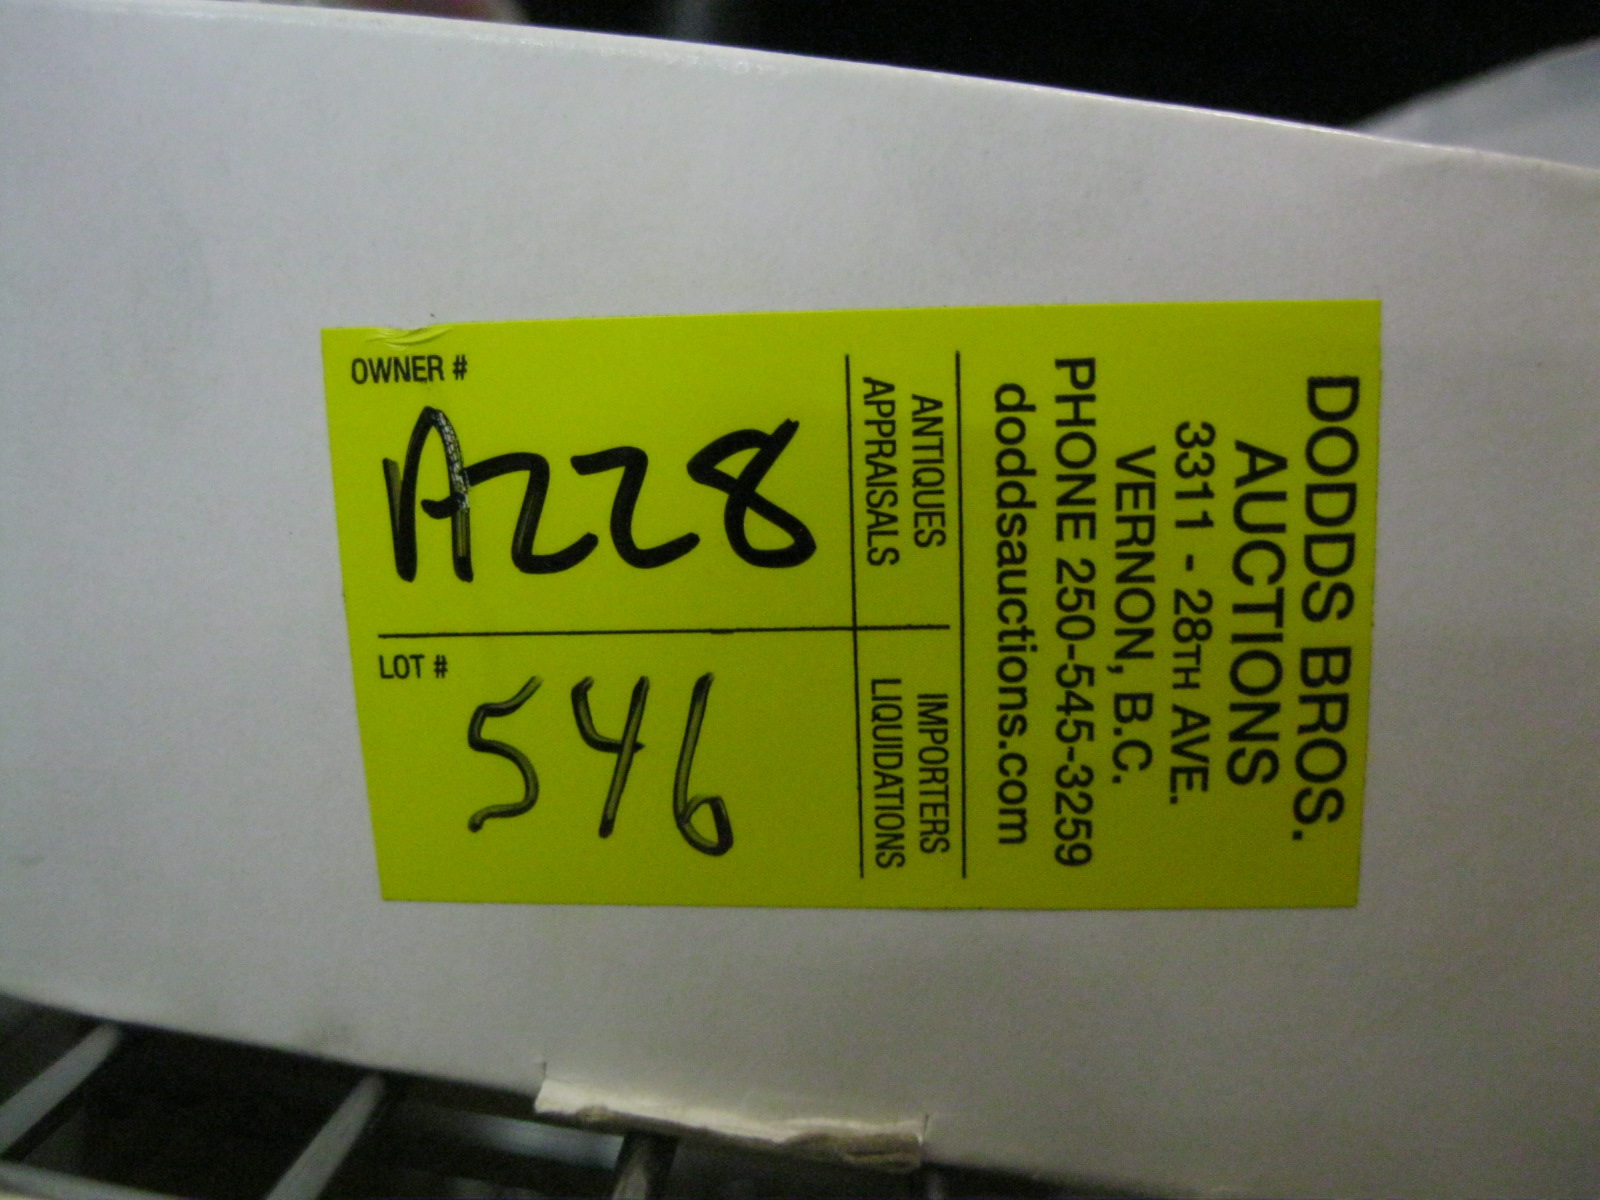 DODDS BROS.
AUCTIONS
3311 - 28TH AVE.
VERNON, B.C.
PHONE 250-545-3259
doddsauctions.com
ANTIQUES
APPRAISALS
IMPORTERS
LIQUIDATIONS
OWNER #
A228
LOT #
546